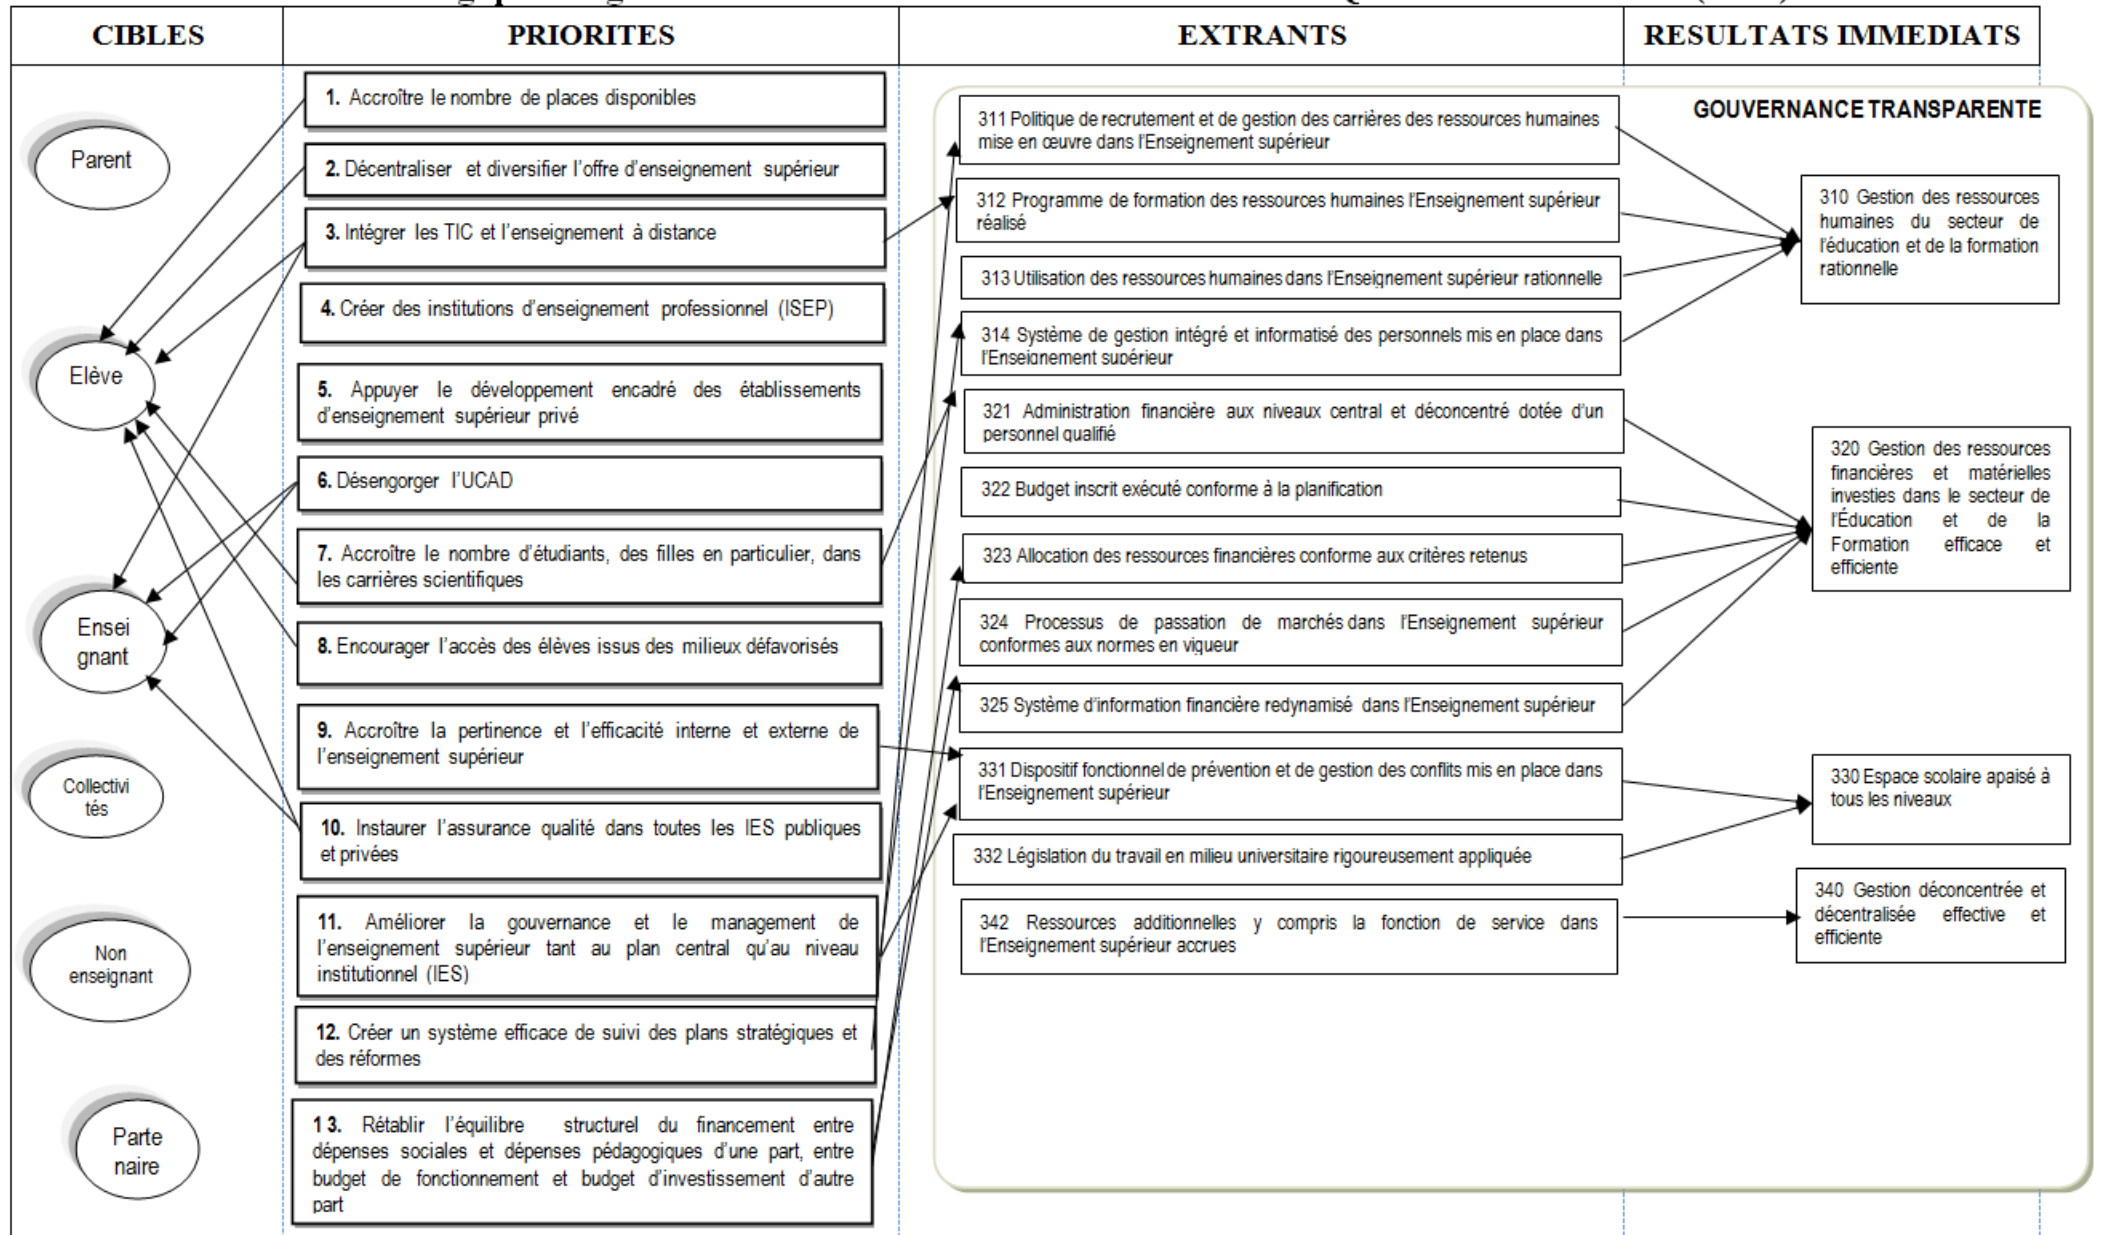 CIBLES
PRIORITES
EXTRANTS
RESULTATS IMMEDIATS
Parent
Elève
Ensei
gnant
Collectivi
tés
Non
enseignant
Parte
naire
1. Accroître le nombre de places disponibles
2. Décentraliser et diversifier l'offre d'enseignement supérieur
3. Intégrer les TIC et l'enseignement à distance
4. Créer des institutions d'enseignement professionnel (ISEP)
5. Appuyer le développement encadré des établissements
d'enseignement supérieur privé
6. Désengorger l'UCAD
7. Accroître le nombre d'étudiants, des filles en particulier, dans
les carrières scientifiques
8. Encourager l'accès des élèves issus des milieux défavorisés
9. Accroître la pertinence et l'efficacité interne et externe de
l'enseignement supérieur
10. Instaurer l'assurance qualité dans toutes les IES publiques
et privées
11. Améliorer la gouvernance et le management de
l'enseignement supérieur tant au plan central qu'au niveau
institutionnel (IES)
12. Créer un système efficace de suivi des plans stratégiques et
des réformes
13. Rétablir l'équilibre structurel du financement entre
dépenses sociales et dépenses pédagogiques d'une part, entre
budget de fonctionnement et budget d'investissement d'autre
part
311 Politique de recrutement et de gestion des carrières des ressources humaines
mise en œuvre dans l'Enseignement supérieur
312 Programme de formation des ressources humaines l'Enseignement supérieur
réalisé
313 Utilisation des ressources humaines dans l'Enseignement supérieur rationnelle
314 Système de gestion intégré et informatisé des personnels mis en place dans
l'Enseignement supérieur
321 Administration financière aux niveaux central et déconcentré dotée d'un
personnel qualifié
322 Budget inscrit exécuté conforme à la planification
323 Allocation des ressources financières conforme aux critères retenus
324 Processus de passation de marchés dans l'Enseignement supérieur
conformes aux normes en vigueur
325 Système d'information financière redynamisé dans l'Enseignement supérieur
331 Dispositif fonctionnel de prévention et de gestion des conflits mis en place dans
l'Enseignement supérieur
332 Législation du travail en milieu universitaire rigoureusement appliquée
342 Ressources additionnelles y compris la fonction de service dans
l'Enseignement supérieur accrues
GOUVERNANCE TRANSPARENTE
310 Gestion des ressources
humaines du secteur de
l'éducation et de la formation
rationnelle
320 Gestion des ressources
financières et matérielles
investies dans le secteur de
l'Éducation et de la
Formation efficace et
efficiente
330 Espace scolaire apaisé à
tous les niveaux
340 Gestion déconcentrée et
décentralisée effective et
efficiente